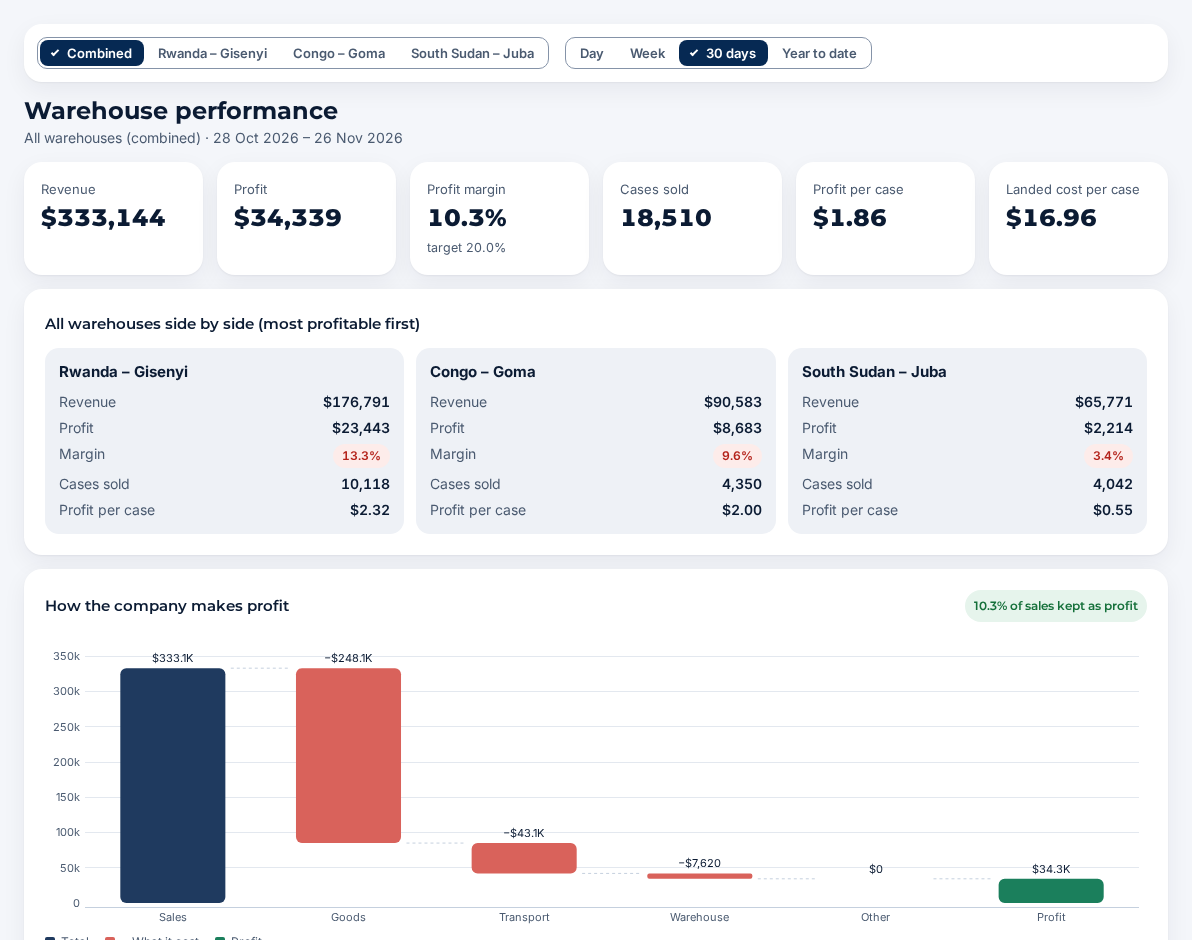 Combined Rwanda – Gisenyi Congo – Goma South Sudan – Juba Day Week 30 days Year to date
Warehouse performance
All warehouses (combined) · 28 Oct 2026 – 26 Nov 2026
Revenue Profit Profit margin Cases sold Profit per case Landed cost per case
$333,144 $34,339 10.3% 18,510 $1.86 $16.96
target 20.0%
All warehouses side by side (most profitable first)
Rwanda – Gisenyi Congo – Goma South Sudan – Juba
Revenue $176,791 Revenue $90,583 Revenue $65,771
Profit $23,443 Profit $8,683 Profit $2,214
Margin 13.3% Margin 9.6% Margin 3.4%
Cases sold 10,118 Cases sold 4,350 Cases sold 4,042
Profit per case $2.32 Profit per case $2.00 Profit per case $0.55
How the company makes profit 10.3% of sales kept as profit
350k $333.1K −$248.1K
300k
250k
200k
150k
100k −$43.1K
50k −$7,620 $0 $34.3K
0
Sales Goods Transport Warehouse Other Profit
Total − What it cost Profit